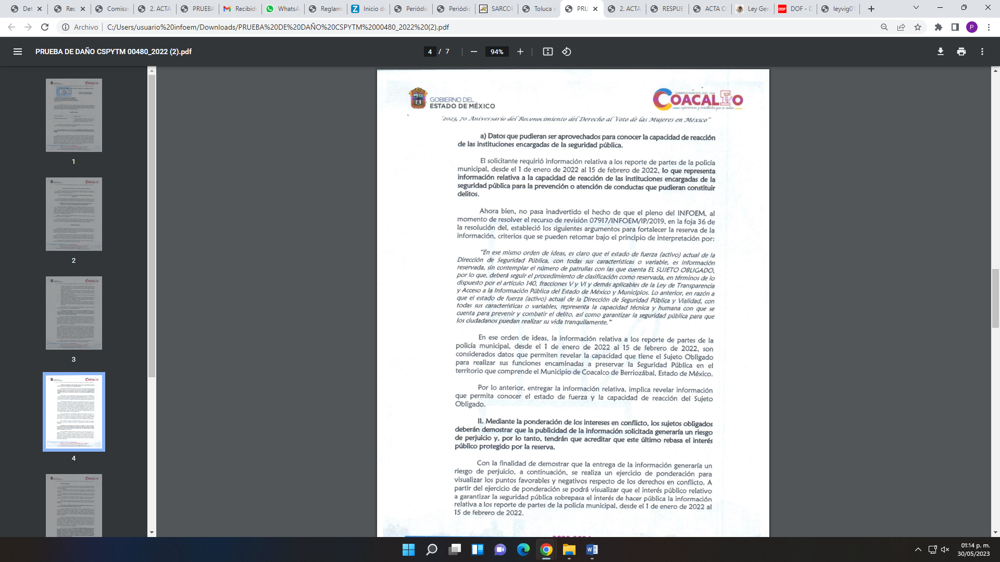 Det
Rec
Comisa
2. ACTA
PRUEBA
Recibido
WhatsA
Reglame
Inicio de
Periódic
Periódic
SARCOE
Toluca d
PRU
2. ACTA
RESPUE
ACTA CO
Ley Gen
DOF - D
leyvig01
Archivo
C:/Users/usuario%20infoem/Downloads/PRUEBA%20DE%20DAÑO%20CSPYTM%2000480_2022%20(2).pdf
P
PRUEBA DE DAÑO CSPYTM 00480_2022 (2).pdf
4 / 7
94%
1
2
3
4
GOBIERNO DEL
ESTADO DE MÉXICO
COACALCO
"2023, 70 Aniversario del Reconocimiento del Derecho al Voto de las Mujeres en México"
a) Datos que pudieran ser aprovechados para conocer la capacidad de reacción
de las instituciones encargadas de la seguridad pública.
El solicitante requirió información relativa a los reporte de partes de la policía
municipal, desde el 1 de enero de 2022 al 15 de febrero de 2022, lo que representa
información relativa a la capacidad de reacción de las instituciones encargadas de la
seguridad pública para la prevención o atención de conductas que pudieran constituir
delitos.
Ahora bien, no pasa inadvertido el hecho de que el pleno del INFOEM, al
momento de resolver el recurso de revisión 07917/INFOEM/IP/2019, en la foja 36 de
la resolución del, estableció los siguientes argumentos para fortalecer la reserva de la
información, criterios que se pueden retomar bajo el principio de interpretación por:
"En ese mismo orden de ideas, es claro que el estado de fuerza (activo) actual de la
Dirección de Seguridad Pública, con todas sus características o variable, es información
reservada, sin contemplar el número de patrullas con las que cuenta EL SUJETO OBLIGADO,
por lo que, deberá seguir el procedimiento de clasificación como reservada, en términos de lo
dispuesto por el artículo 140, fracciones V y VI y demás aplicables de la Ley de Transparencia
y Acceso a la Información Pública del Estado de México y Municipios. Lo anterior, en razón a
que el estado de fuerza (activo) actual de la Dirección de Seguridad Pública y Vialidad, con
todas sus características o variables, representa la capacidad técnica y humana con que se
cuenta para prevenir y combatir el delito, así como garantizar la seguridad pública para que
los ciudadanos puedan realizar su vida tranquilamente."
En ese orden de ideas, la información relativa a los reporte de partes de la
policía municipal, desde el 1 de enero de 2022 al 15 de febrero de 2022, son
considerados datos que permiten revelar la capacidad que tiene el Sujeto Obligado
para realizar sus funciones encaminadas a preservar la Seguridad Pública en el
territorio que comprende el Municipio de Coacalco de Berriozábal, Estado de México.
Por lo anterior, entregar la información relativa, implica revelar información
que permita conocer el estado de fuerza y la capacidad de reacción del Sujeto
Obligado.
II. Mediante la ponderación de los intereses en conflicto, los sujetos obligados
deberán demostrar que la publicidad de la información solicitada generaría un riesgo
de perjuicio y, por lo tanto, tendrán que acreditar que este último rebasa el interés
público protegido por la reserva.
Con la finalidad de demostrar que la entrega de la información generaría un
riesgo de perjuicio, a continuación, se realiza un ejercicio de ponderación para
visualizar los puntos favorables y negativos respecto de los derechos en conflicto. A
partir del ejercicio de ponderación se podrá visualizar que el interés público relativo
a garantizar la seguridad pública sobrepasa el interés de hacer pública la información
relativa a los reporte de partes de la policía municipal, desde el 1 de enero de 2022 al
15 de febrero de 2022.
01:14 p. m.
30/05/2023